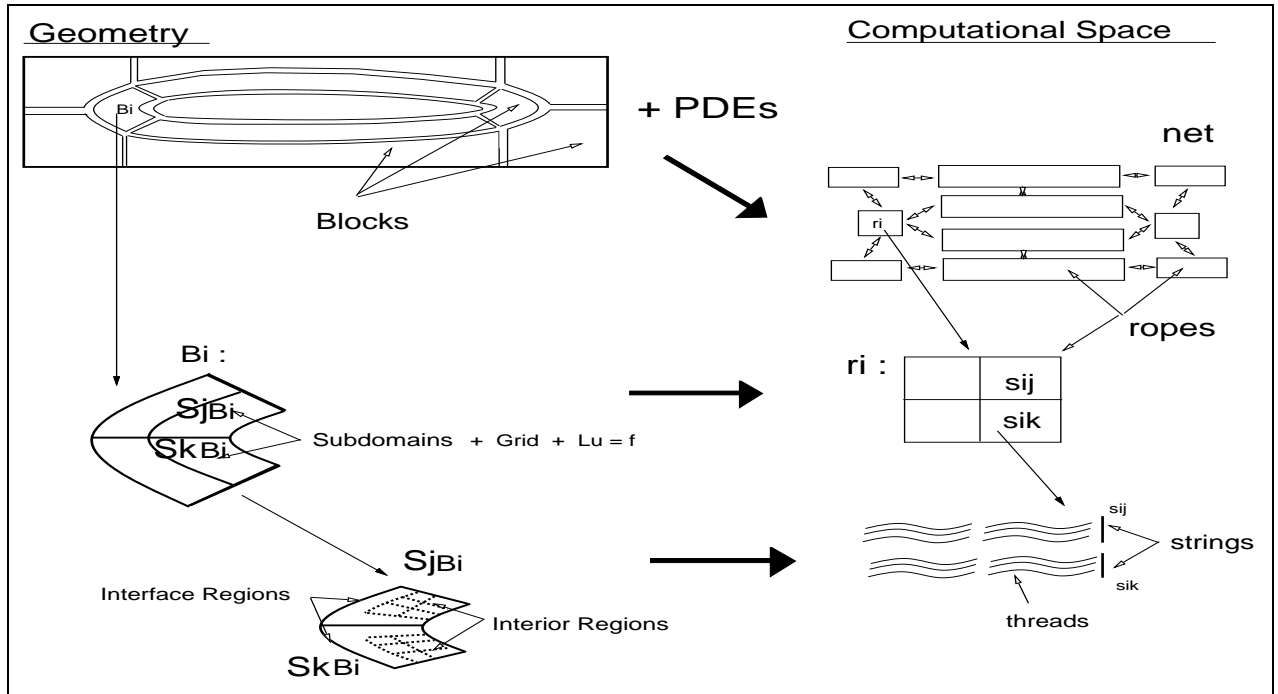 Geometry
Computational Space
Bi
+ PDEs
net
Blocks
ri
ropes
Bi :
ri :
SjBi
sij
Subdomains + Grid + Lu = f
SkBi
sik
sij
strings
SjBi
sik
Interface Regions
Interior Regions
threads
SkBi